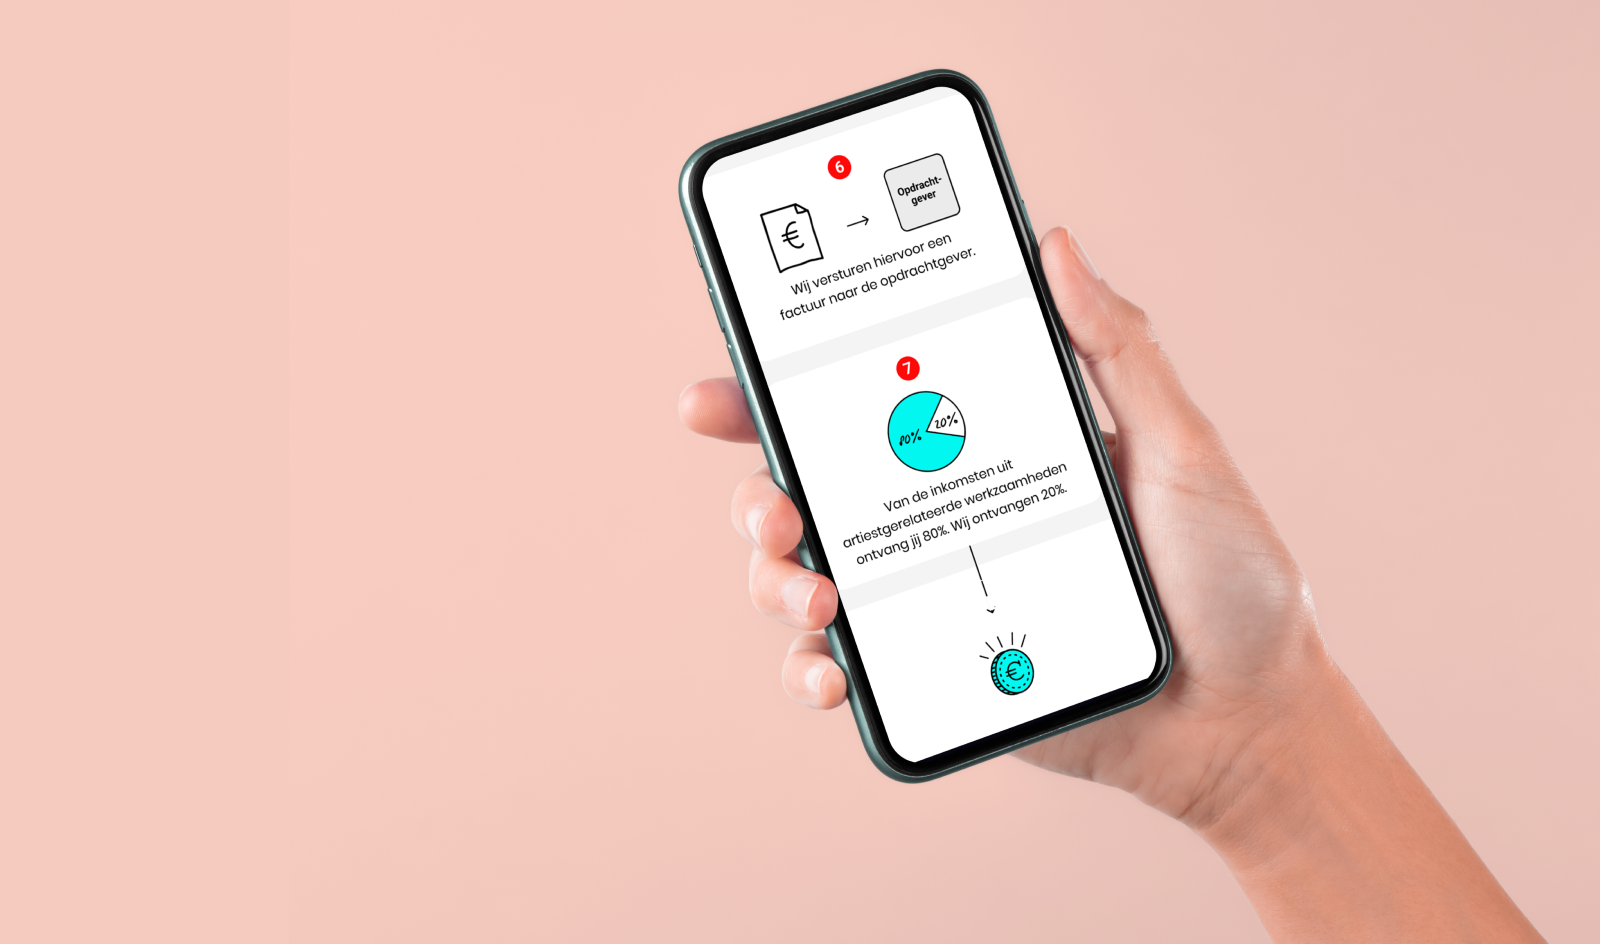 6
€
Opdracht-
gever
Wij versturen hiervoor een
factuur naar de opdrachtgever.
7
80%
20%
Van de inkomsten uit
artiestgerelateerde werkzaamheden
ontvang jij 80%. Wij ontvangen 20%.
€